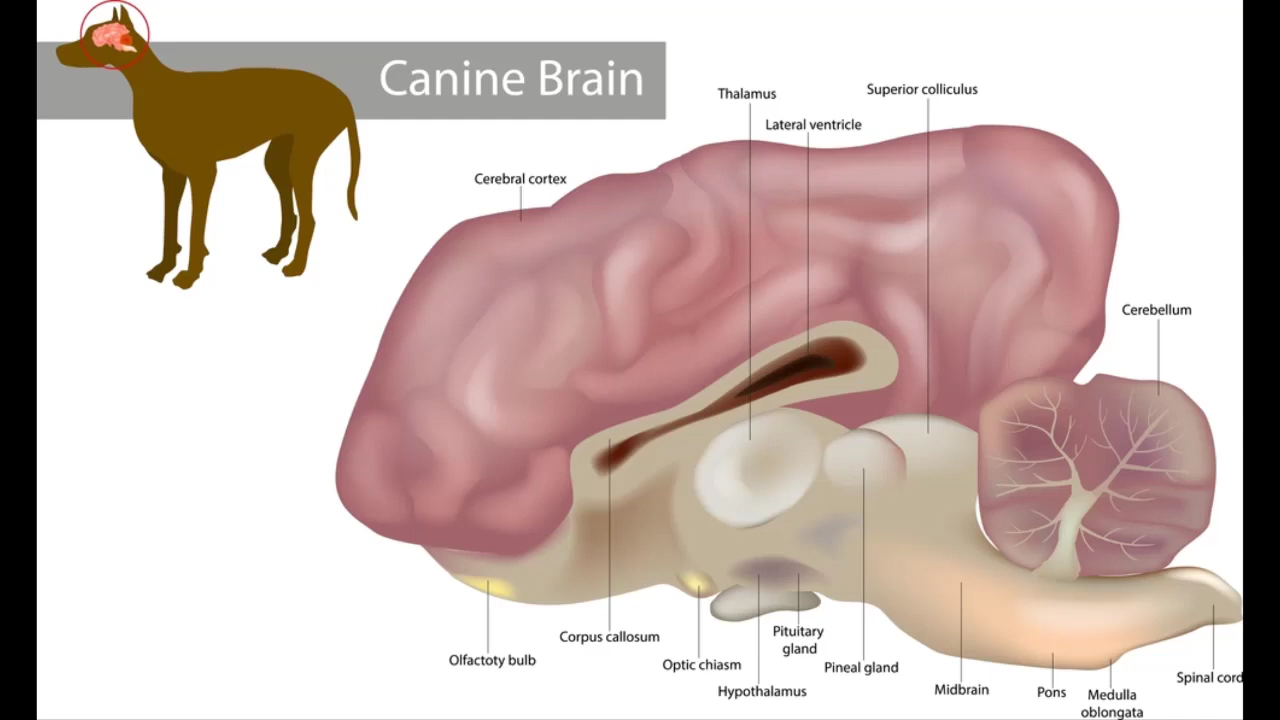 Canine Brain
Thalamus
Superior colliculus
Lateral ventricle
Cerebral cortex
Cerebellum
Corpus callosum
Pituitary
gland
Olfactoty bulb
Optic chiasm
Pineal gland
Hypothalamus
Midbrain
Pons
Medulla
oblongata
Spinal cord